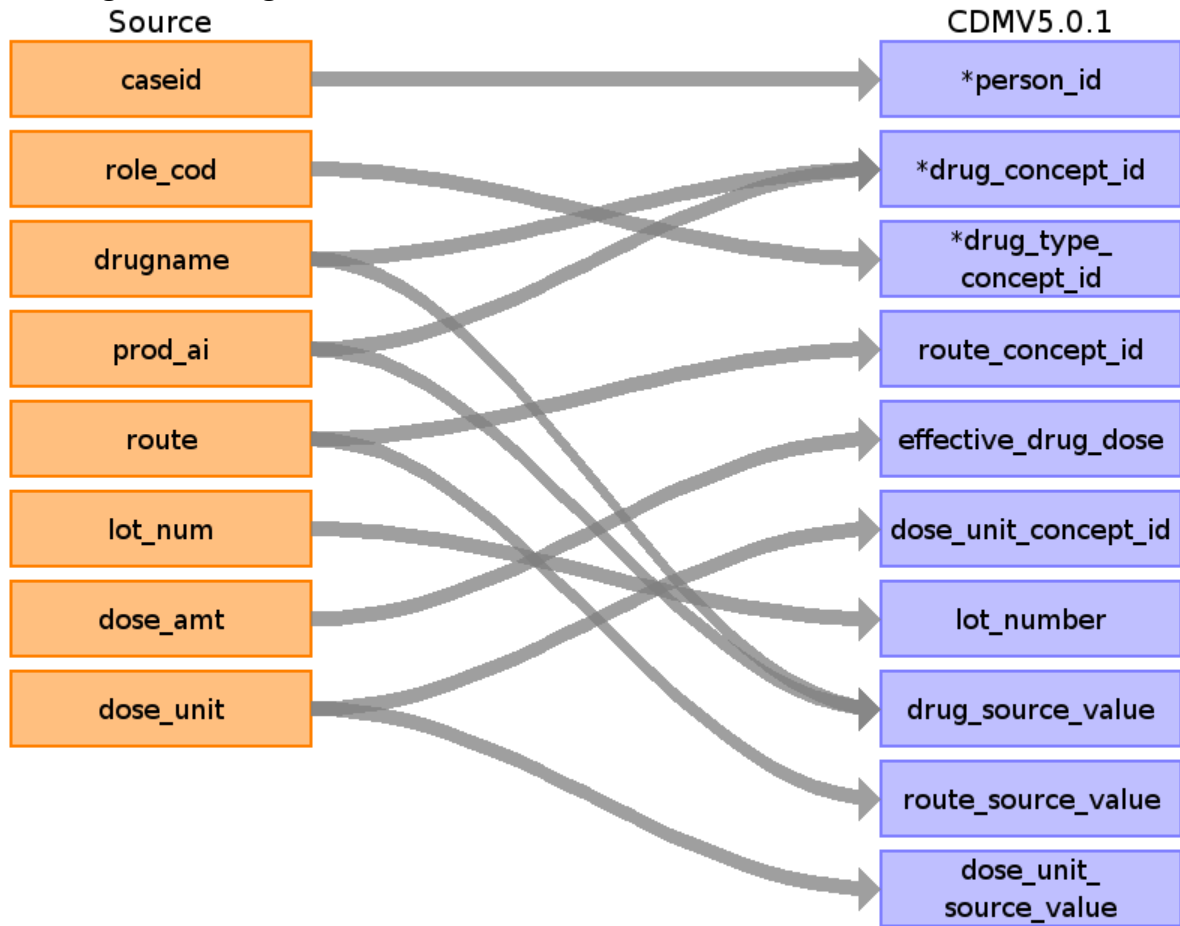 Source
CDMV5.0.1
caseid
*person_id
role_cod
*drug_concept_id
drugname
*drug_type_
concept_id
prod_ai
route_concept_id
route
effective_drug_dose
lot_num
dose_unit_concept_id
dose_amt
lot_number
dose_unit
drug_source_value
route_source_value
dose_unit_
source_value